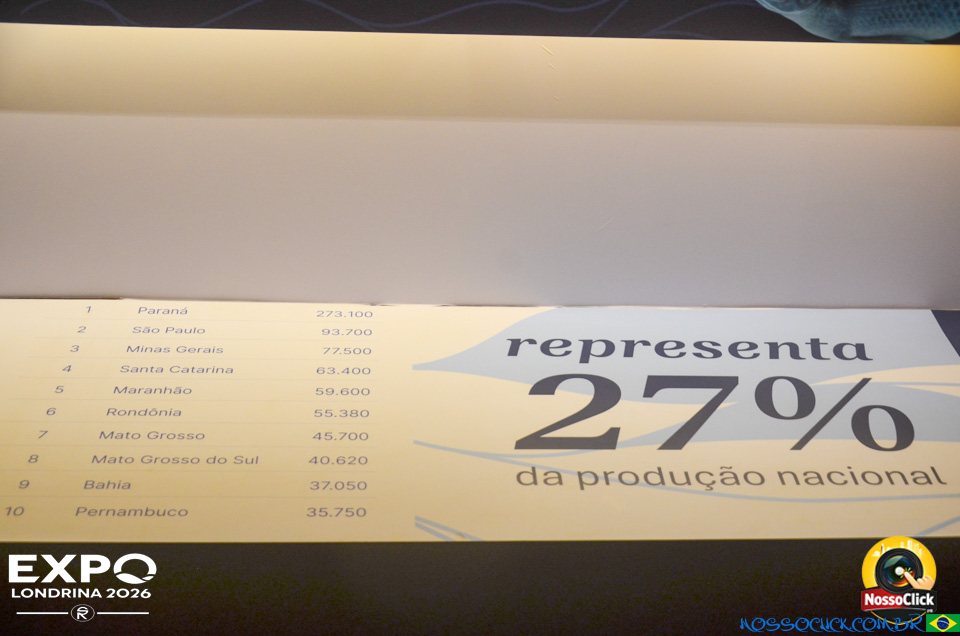 1 Paraná 273.100
2 São Paulo 93.700
3 Minas Gerais 77.500
4 Santa Catarina 63.400
5 Maranhão 59.600
6 Rondônia 55.380
7 Mato Grosso 45.700
8 Mato Grosso do Sul 40.620
9 Bahia 37.050
10 Pernambuco 35.750
representa
27%
da produção nacional
EXPO
LONDRINA 2026
NossoClick
NOSSOCLICK.COM.BR